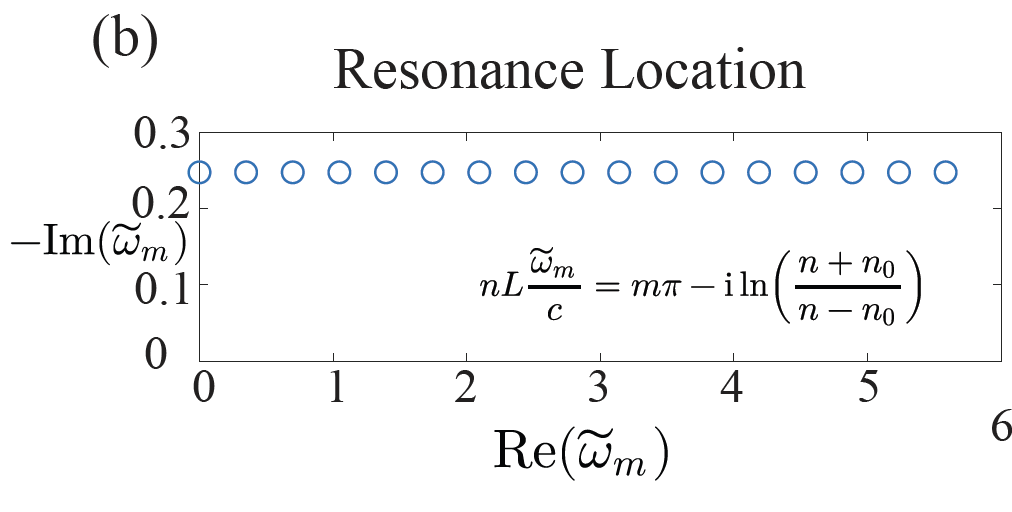 (b)
Resonance Location
0.3
0.2
−Im(ω̃ₘ)
0.1
0
nL ω̃ₘ/c = mπ − i ln((n + n₀)/(n − n₀))
0 1 2 3 4 5 6
Re(ω̃ₘ)